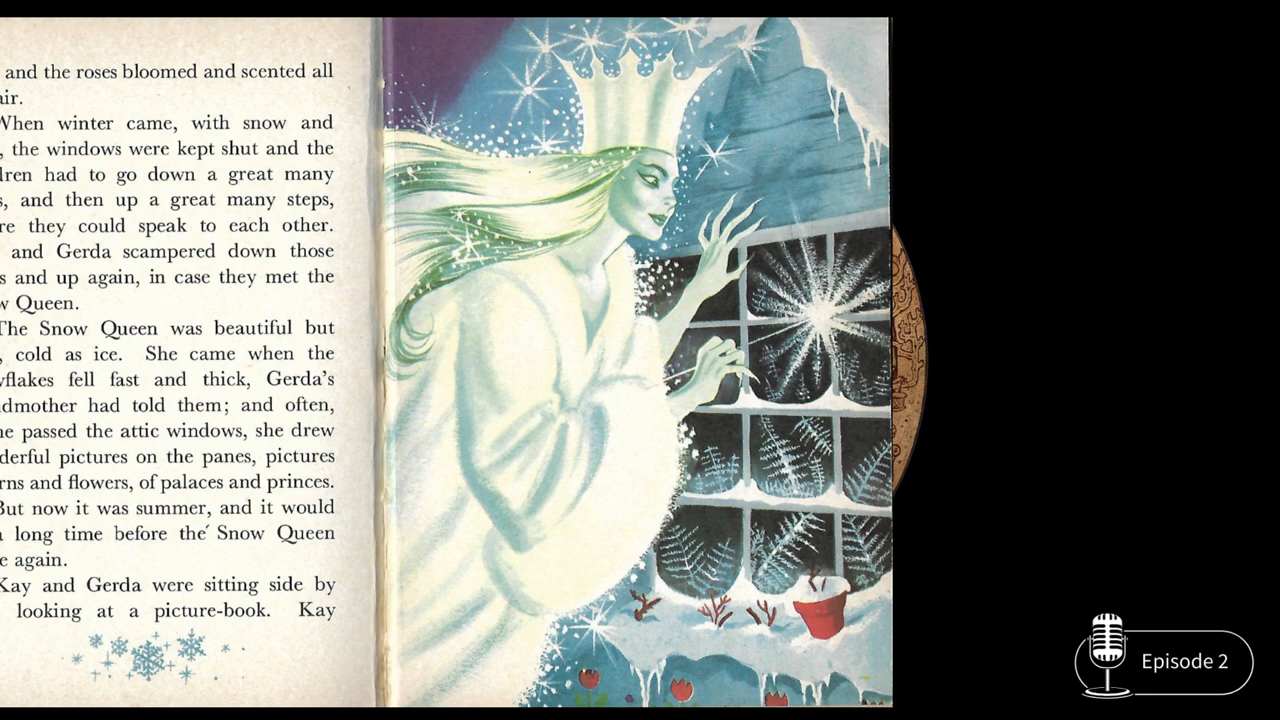 and the roses bloomed and scented all
air.
When winter came, with snow and
, the windows were kept shut and the
dren had to go down a great many
s, and then up a great many steps,
re they could speak to each other.
and Gerda scampered down those
s and up again, in case they met the
w Queen.
The Snow Queen was beautiful but
, cold as ice. She came when the
wflakes fell fast and thick, Gerda's
dmother had told them; and often,
he passed the attic windows, she drew
derful pictures on the panes, pictures
rns and flowers, of palaces and princes.
But now it was summer, and it would
a long time before the Snow Queen
e again.
Kay and Gerda were sitting side by
looking at a picture-book. Kay
Episode 2